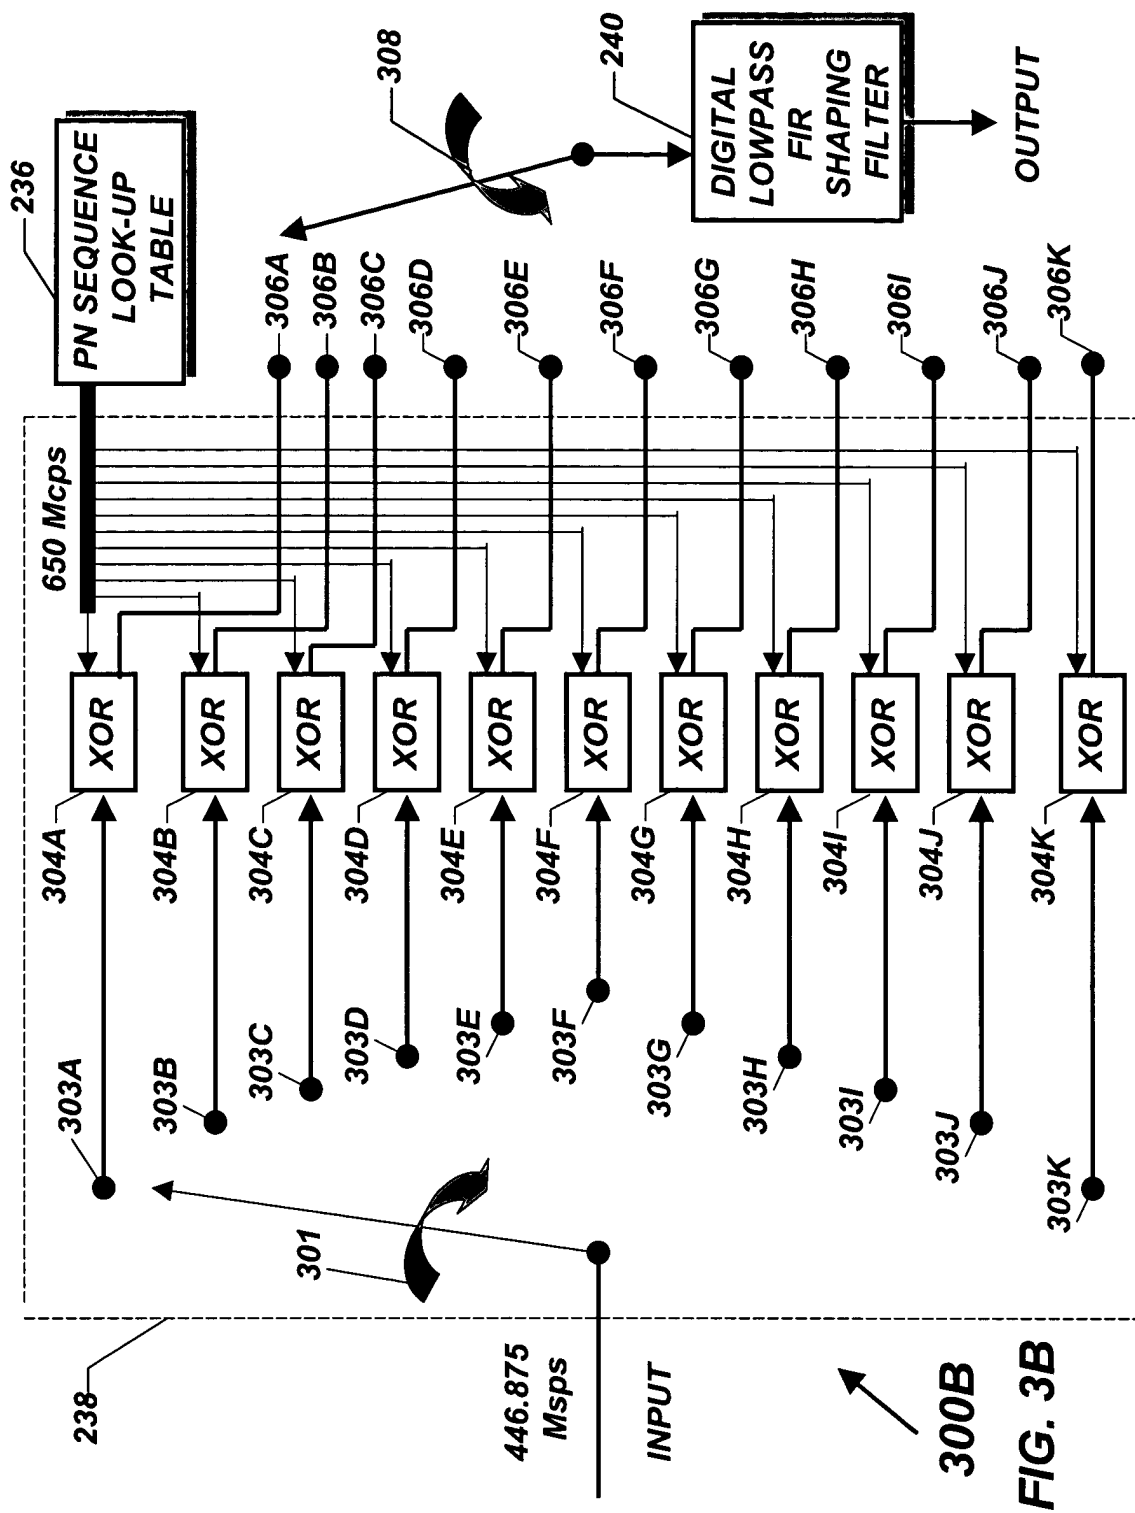 238
446.875
Msps
INPUT
300B
FIG. 3B
301
303A
303B
303C
303D
303E
303F
303G
303H
303I
303J
303K
304A
304B
304C
304D
304E
304F
304G
304H
304I
304J
304K
XOR
XOR
XOR
XOR
XOR
XOR
XOR
XOR
XOR
XOR
XOR
650 Mcps
236
PN SEQUENCE
LOOK-UP
TABLE
306A
306B
306C
306D
306E
306F
306G
306H
306I
306J
306K
308
240
DIGITAL
LOWPASS
FIR
SHAPING
FILTER
OUTPUT